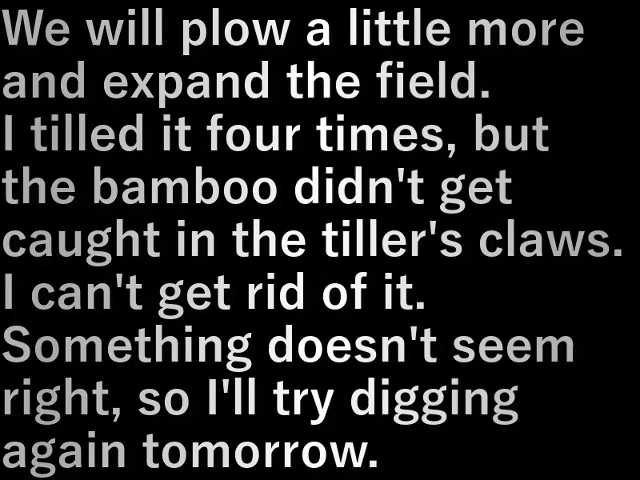 We will plow a little more
and expand the field.
I tilled it four times, but
the bamboo didn't get
caught in the tiller's claws.
I can't get rid of it.
Something doesn't seem
right, so I'll try digging
again tomorrow.